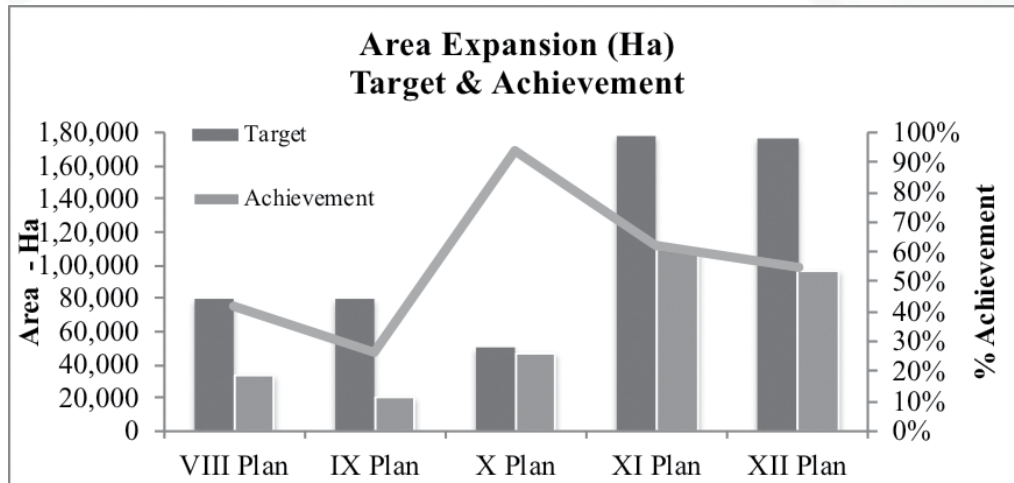 Area Expansion (Ha)
Target & Achievement
Target
Achievement
Area - Ha
1,80,000
1,60,000
1,40,000
1,20,000
1,00,000
80,000
60,000
40,000
20,000
0
100%
90%
80%
70%
60%
50%
40%
30%
20%
10%
0%
% Achievement
VIII Plan
IX Plan
X Plan
XI Plan
XII Plan